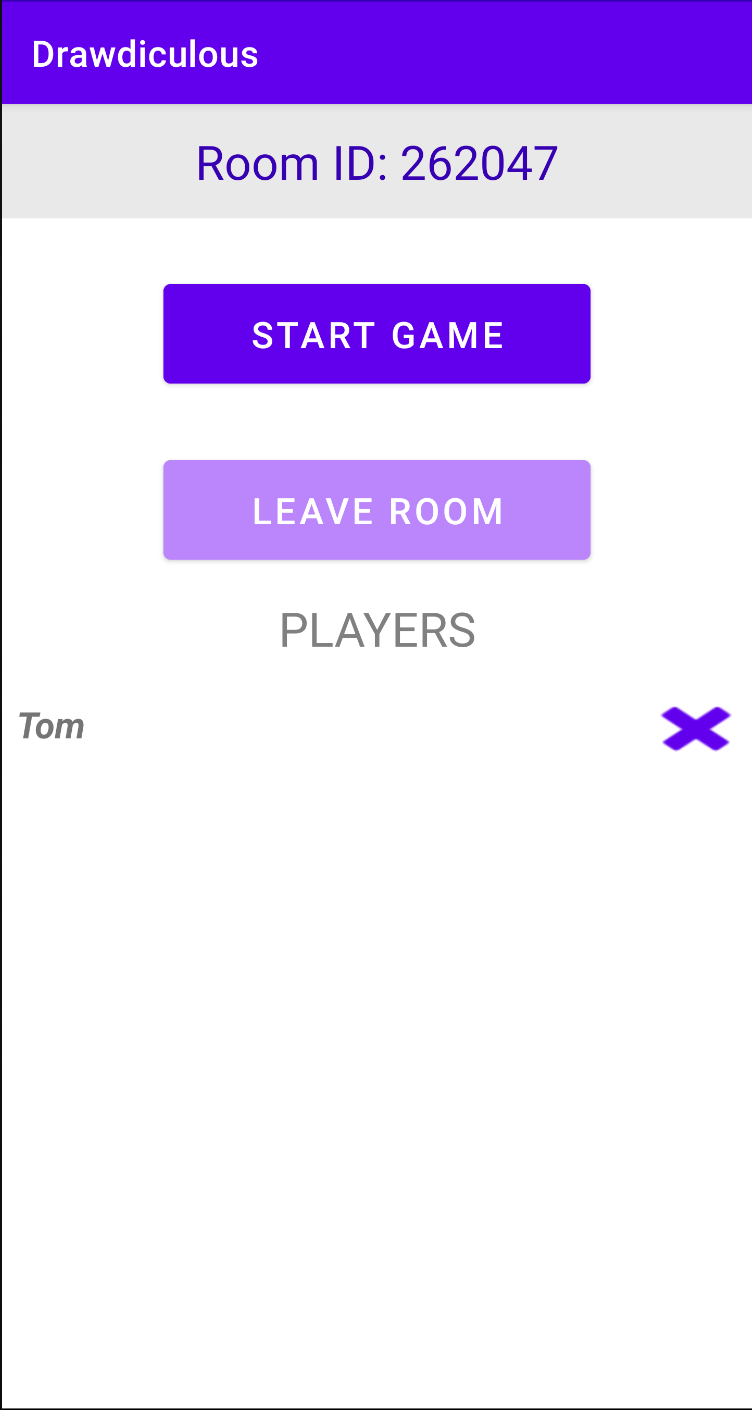 Drawdiculous
Room ID: 262047
START GAME
LEAVE ROOM
PLAYERS
Tom